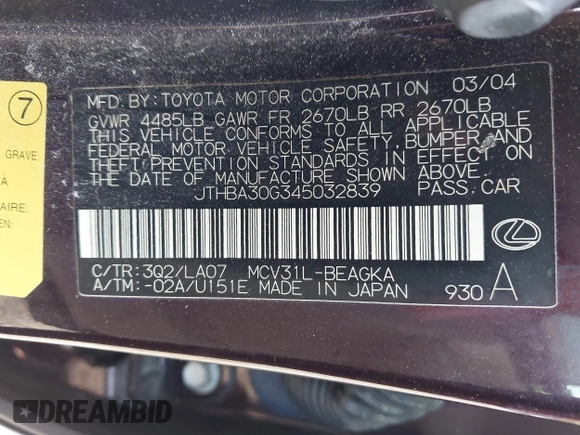 7
GRAVE
À
AIRE.
EN:
MFD.BY:TOYOTA MOTOR CORPORATION 03/04
GVWR 4485LB GAWR FR 2670LB RR 2670LB
THIS VEHICLE CONFORMS TO ALL APPLICABLE
FEDERAL MOTOR VEHICLE SAFETY, BUMPER, AND
THEFT PREVENTION STANDARDS IN EFFECT ON
THE DATE OF MANUFACTURE SHOWN ABOVE.
JTHBA30G345032839 PASS.CAR
C/TR:3Q2/LA07 MCV31L-BEAGKA
A/TM:-02A/U151E MADE IN JAPAN 930 A
DREAMBID